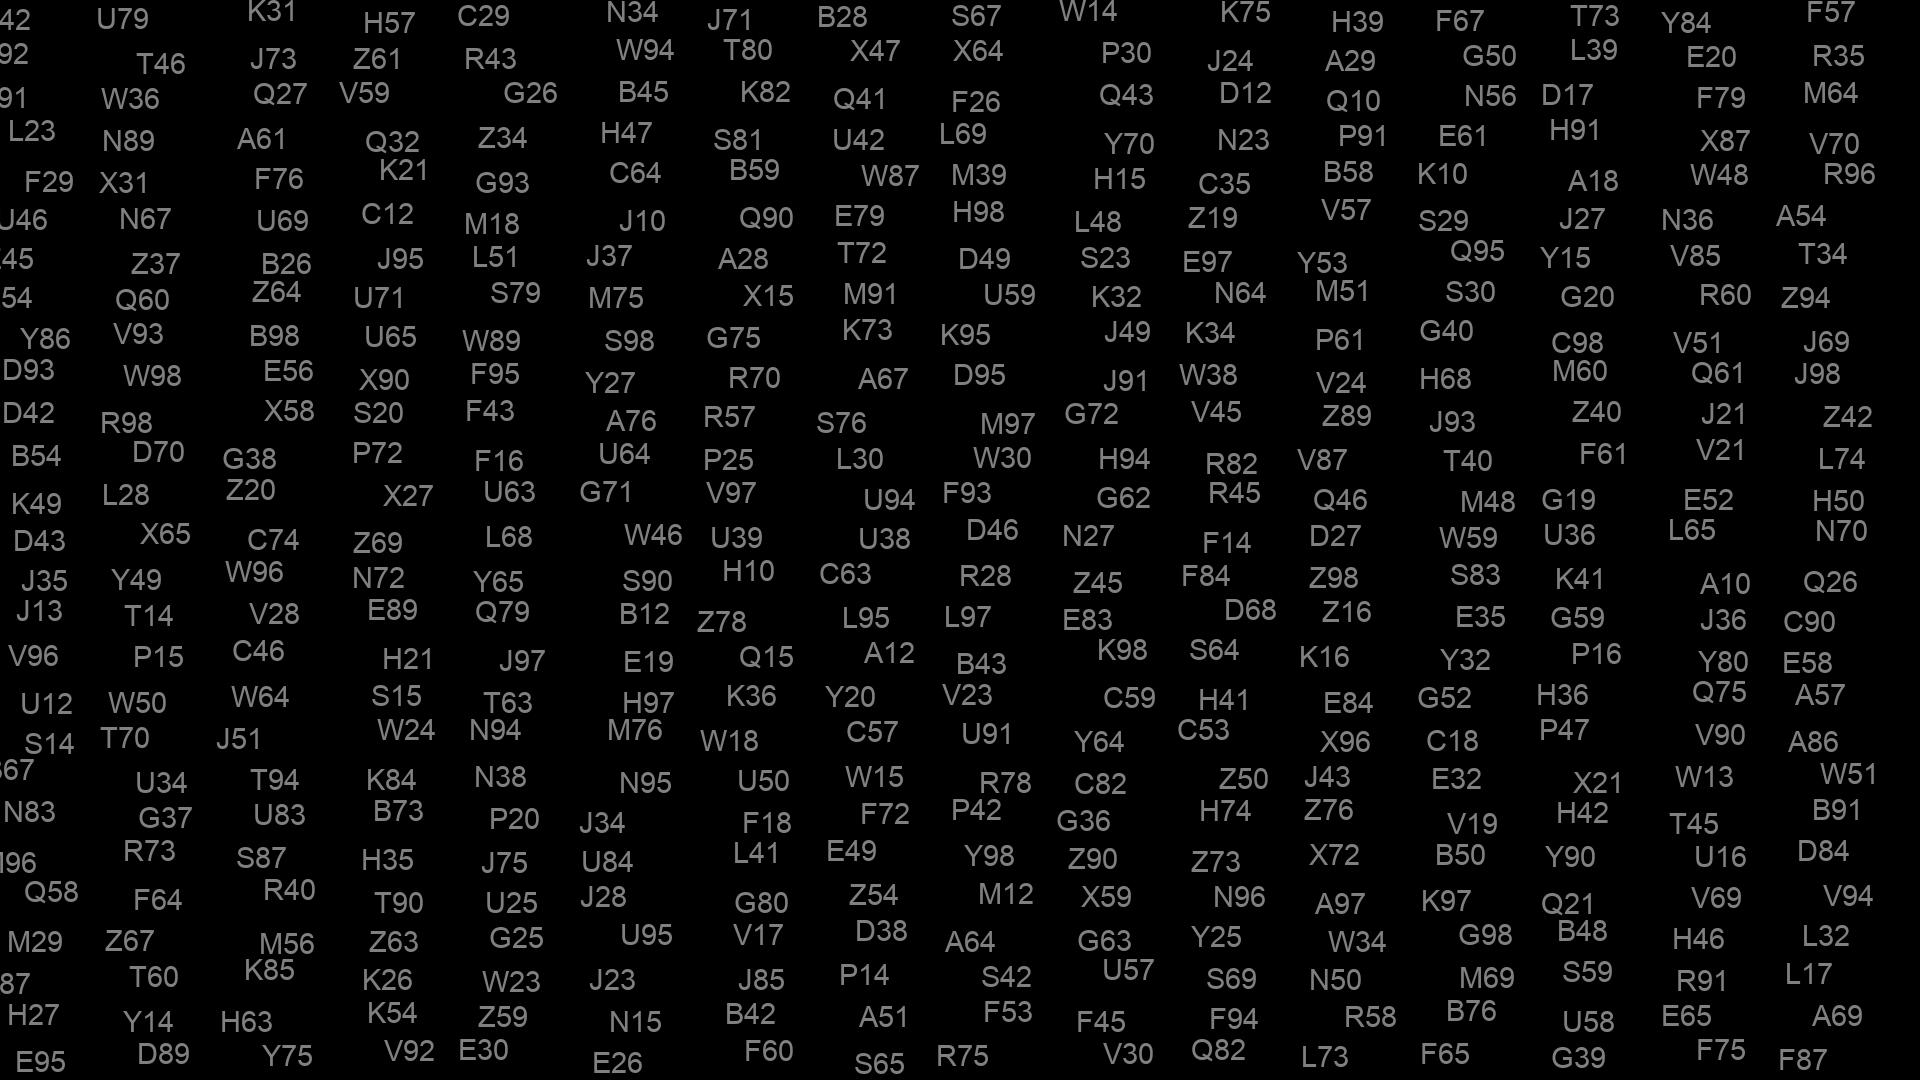 42 U79 K31 H57 C29 N34 J71 B28 S67 W14 K75 H39 F67 T73 Y84 F57
92 T46 J73 Z61 R43 W94 T80 X47 X64 P30 J24 A29 G50 L39 E20 R35
91 W36 Q27 V59 G26 B45 K82 Q41 F26 Q43 D12 Q10 N56 D17 F79 M64
L23 N89 A61 Q32 Z34 H47 S81 U42 L69 Y70 N23 P91 E61 H91 X87 V70
F29 X31 F76 K21 G93 C64 B59 W87 M39 H15 C35 B58 K10 A18 W48 R96
U46 N67 U69 C12 M18 J10 Q90 E79 H98 L48 Z19 V57 S29 J27 N36 A54
45 Z37 B26 J95 L51 J37 A28 T72 D49 S23 E97 Y53 Q95 Y15 V85 T34
54 Q60 Z64 U71 S79 M75 X15 M91 U59 K32 N64 M51 S30 G20 R60 Z94
Y86 V93 B98 U65 W89 S98 G75 K73 K95 J49 K34 P61 G40 C98 V51 J69
D93 W98 E56 X90 F95 Y27 R70 A67 D95 J91 W38 V24 H68 M60 Q61 J98
D42 R98 X58 S20 F43 A76 R57 S76 M97 G72 V45 Z89 J93 Z40 J21 Z42
B54 D70 G38 P72 F16 U64 P25 L30 W30 H94 R82 V87 T40 F61 V21 L74
K49 L28 Z20 X27 U63 G71 V97 U94 F93 G62 R45 Q46 M48 G19 E52 H50
D43 X65 C74 Z69 L68 W46 U39 U38 D46 N27 F14 D27 W59 U36 L65 N70
J35 Y49 W96 N72 Y65 S90 H10 C63 R28 Z45 F84 Z98 S83 K41 A10 Q26
J13 T14 V28 E89 Q79 B12 Z78 L95 L97 E83 D68 Z16 E35 G59 J36 C90
V96 P15 C46 H21 J97 E19 Q15 A12 B43 K98 S64 K16 Y32 P16 Y80 E58
U12 W50 W64 S15 T63 H97 K36 Y20 V23 C59 H41 E84 G52 H36 Q75 A57
S14 T70 J51 W24 N94 M76 W18 C57 U91 Y64 C53 X96 C18 P47 V90 A86
67 U34 T94 K84 N38 N95 U50 W15 R78 C82 Z50 J43 E32 X21 W13 W51
N83 G37 U83 B73 P20 J34 F18 F72 P42 G36 H74 Z76 V19 H42 T45 B91
96 R73 S87 H35 J75 U84 L41 E49 Y98 Z90 Z73 X72 B50 Y90 U16 D84
Q58 F64 R40 T90 U25 J28 G80 Z54 M12 X59 N96 A97 K97 Q21 V69 V94
M29 Z67 M56 Z63 G25 U95 V17 D38 A64 G63 Y25 W34 G98 B48 H46 L32
87 T60 K85 K26 W23 J23 J85 P14 S42 U57 S69 N50 M69 S59 R91 L17
H27 Y14 H63 K54 Z59 N15 B42 A51 F53 F45 F94 R58 B76 U58 E65 A69
E95 D89 Y75 V92 E30 E26 F60 S65 R75 V30 Q82 L73 F65 G39 F75 F87